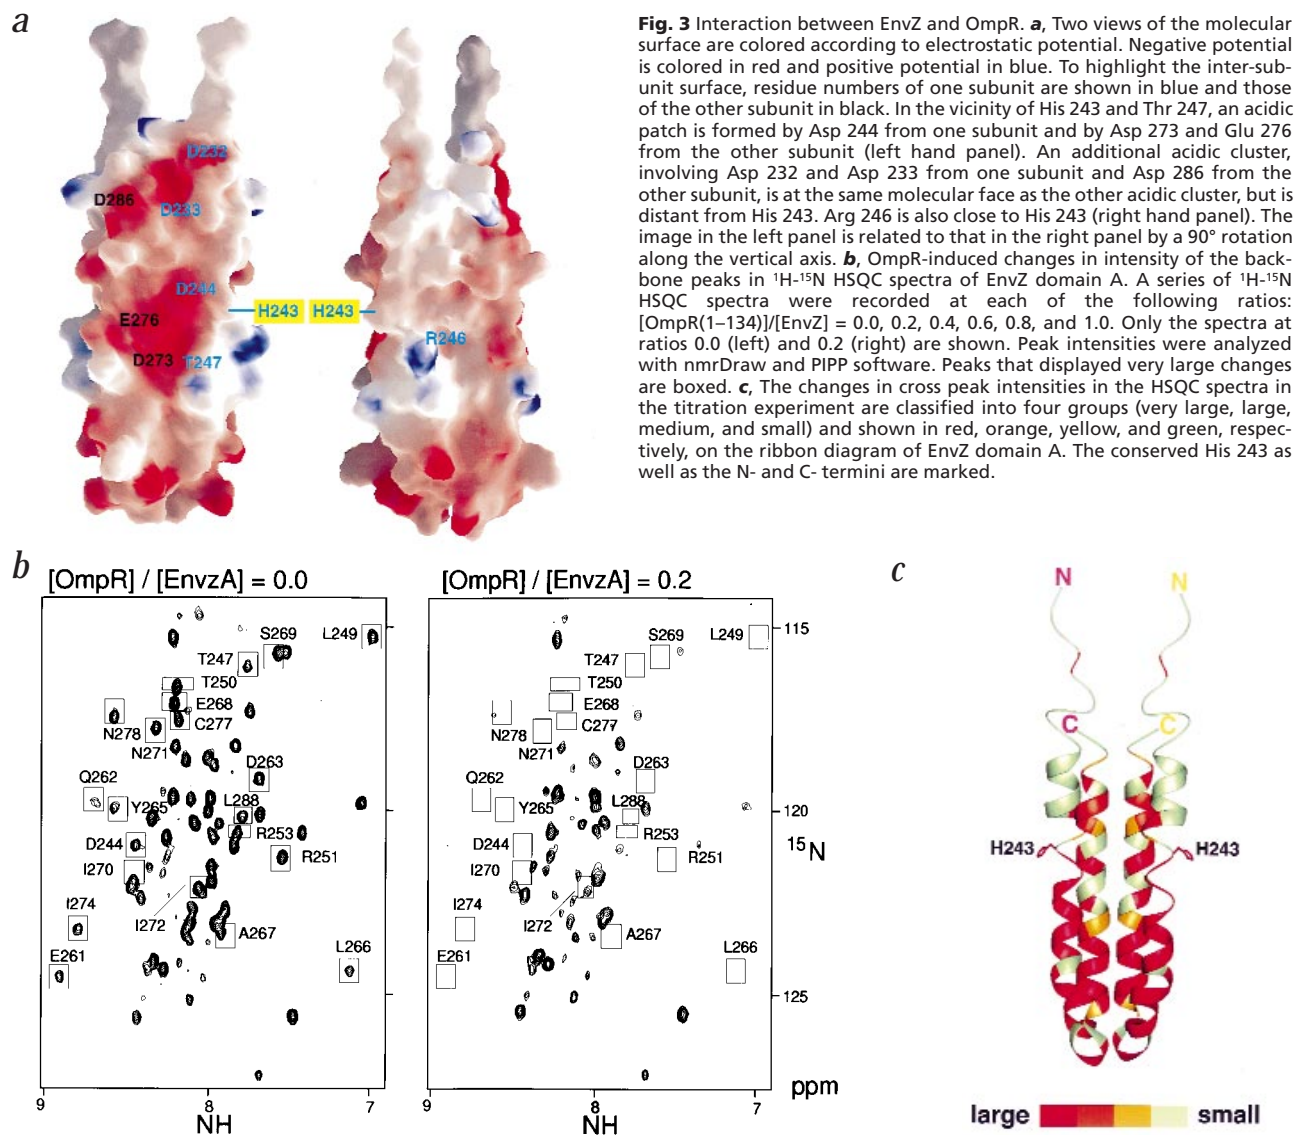 a
Fig. 3 Interaction between EnvZ and OmpR. a, Two views of the molecular
surface are colored according to electrostatic potential. Negative potential
is colored in red and positive potential in blue. To highlight the inter-sub-
unit surface, residue numbers of one subunit are shown in blue and those
of the other subunit in black. In the vicinity of His 243 and Thr 247, an acidic
patch is formed by Asp 244 from one subunit and by Asp 273 and Glu 276
from the other subunit (left hand panel). An additional acidic cluster,
involving Asp 232 and Asp 233 from one subunit and Asp 286 from the
other subunit, is at the same molecular face as the other acidic cluster, but is
distant from His 243. Arg 246 is also close to His 243 (right hand panel). The
image in the left panel is related to that in the right panel by a 90° rotation
along the vertical axis. b, OmpR-induced changes in intensity of the back-
bone peaks in ¹H-¹⁵N HSQC spectra of EnvZ domain A. A series of ¹H-¹⁵N
HSQC spectra were recorded at each of the following ratios:
[OmpR(1–134)]/[EnvZ] = 0.0, 0.2, 0.4, 0.6, 0.8, and 1.0. Only the spectra at
ratios 0.0 (left) and 0.2 (right) are shown. Peak intensities were analyzed
with nmrDraw and PIPP software. Peaks that displayed very large changes
are boxed. c, The changes in cross peak intensities in the HSQC spectra in
the titration experiment are classified into four groups (very large, large,
medium, and small) and shown in red, orange, yellow, and green, respec-
tively, on the ribbon diagram of EnvZ domain A. The conserved His 243 as
well as the N- and C- termini are marked.
D232
D286
D233
D244
H243
H243
E276
R246
D273
T247
b
[OmpR] / [EnvzA] = 0.0
S269
L249
T247
T250
E268
C277
N278
N271
D263
Q262
Y265
L288
R253
D244
R251
I270
I274
I272
A267
E261
L266
9
8
7
NH
[OmpR] / [EnvzA] = 0.2
S269
L249
T247
T250
E268
C277
N278
N271
D263
Q262
Y265
L288
R253
D244
R251
I270
I274
I272
A267
E261
L266
115
120
15 N
125
ppm
9
8
7
NH
c
N
N
C
C
H243
H243
large
small